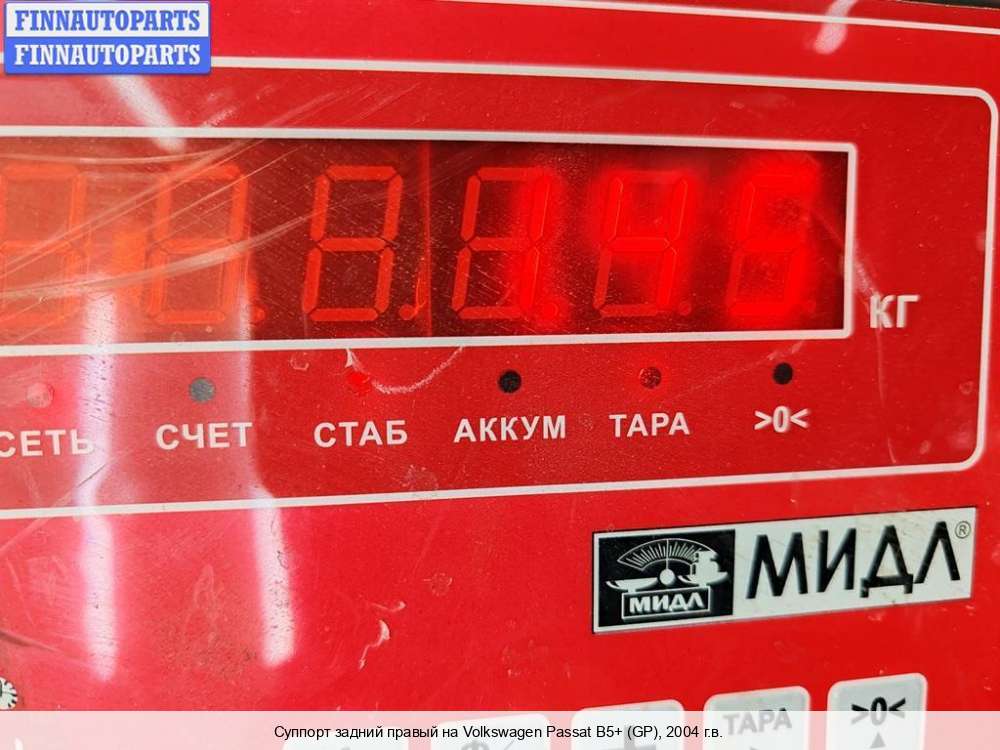 FINNAUTOPARTS
FINNAUTOPARTS
КГ
СЕТЬ СЧЕТ СТАБ АККУМ ТАРА >0<
МИДЛ МИДЛ®
ТАРА >0<
Суппорт задний правый на Volkswagen Passat B5+ (GP), 2004 г.в.